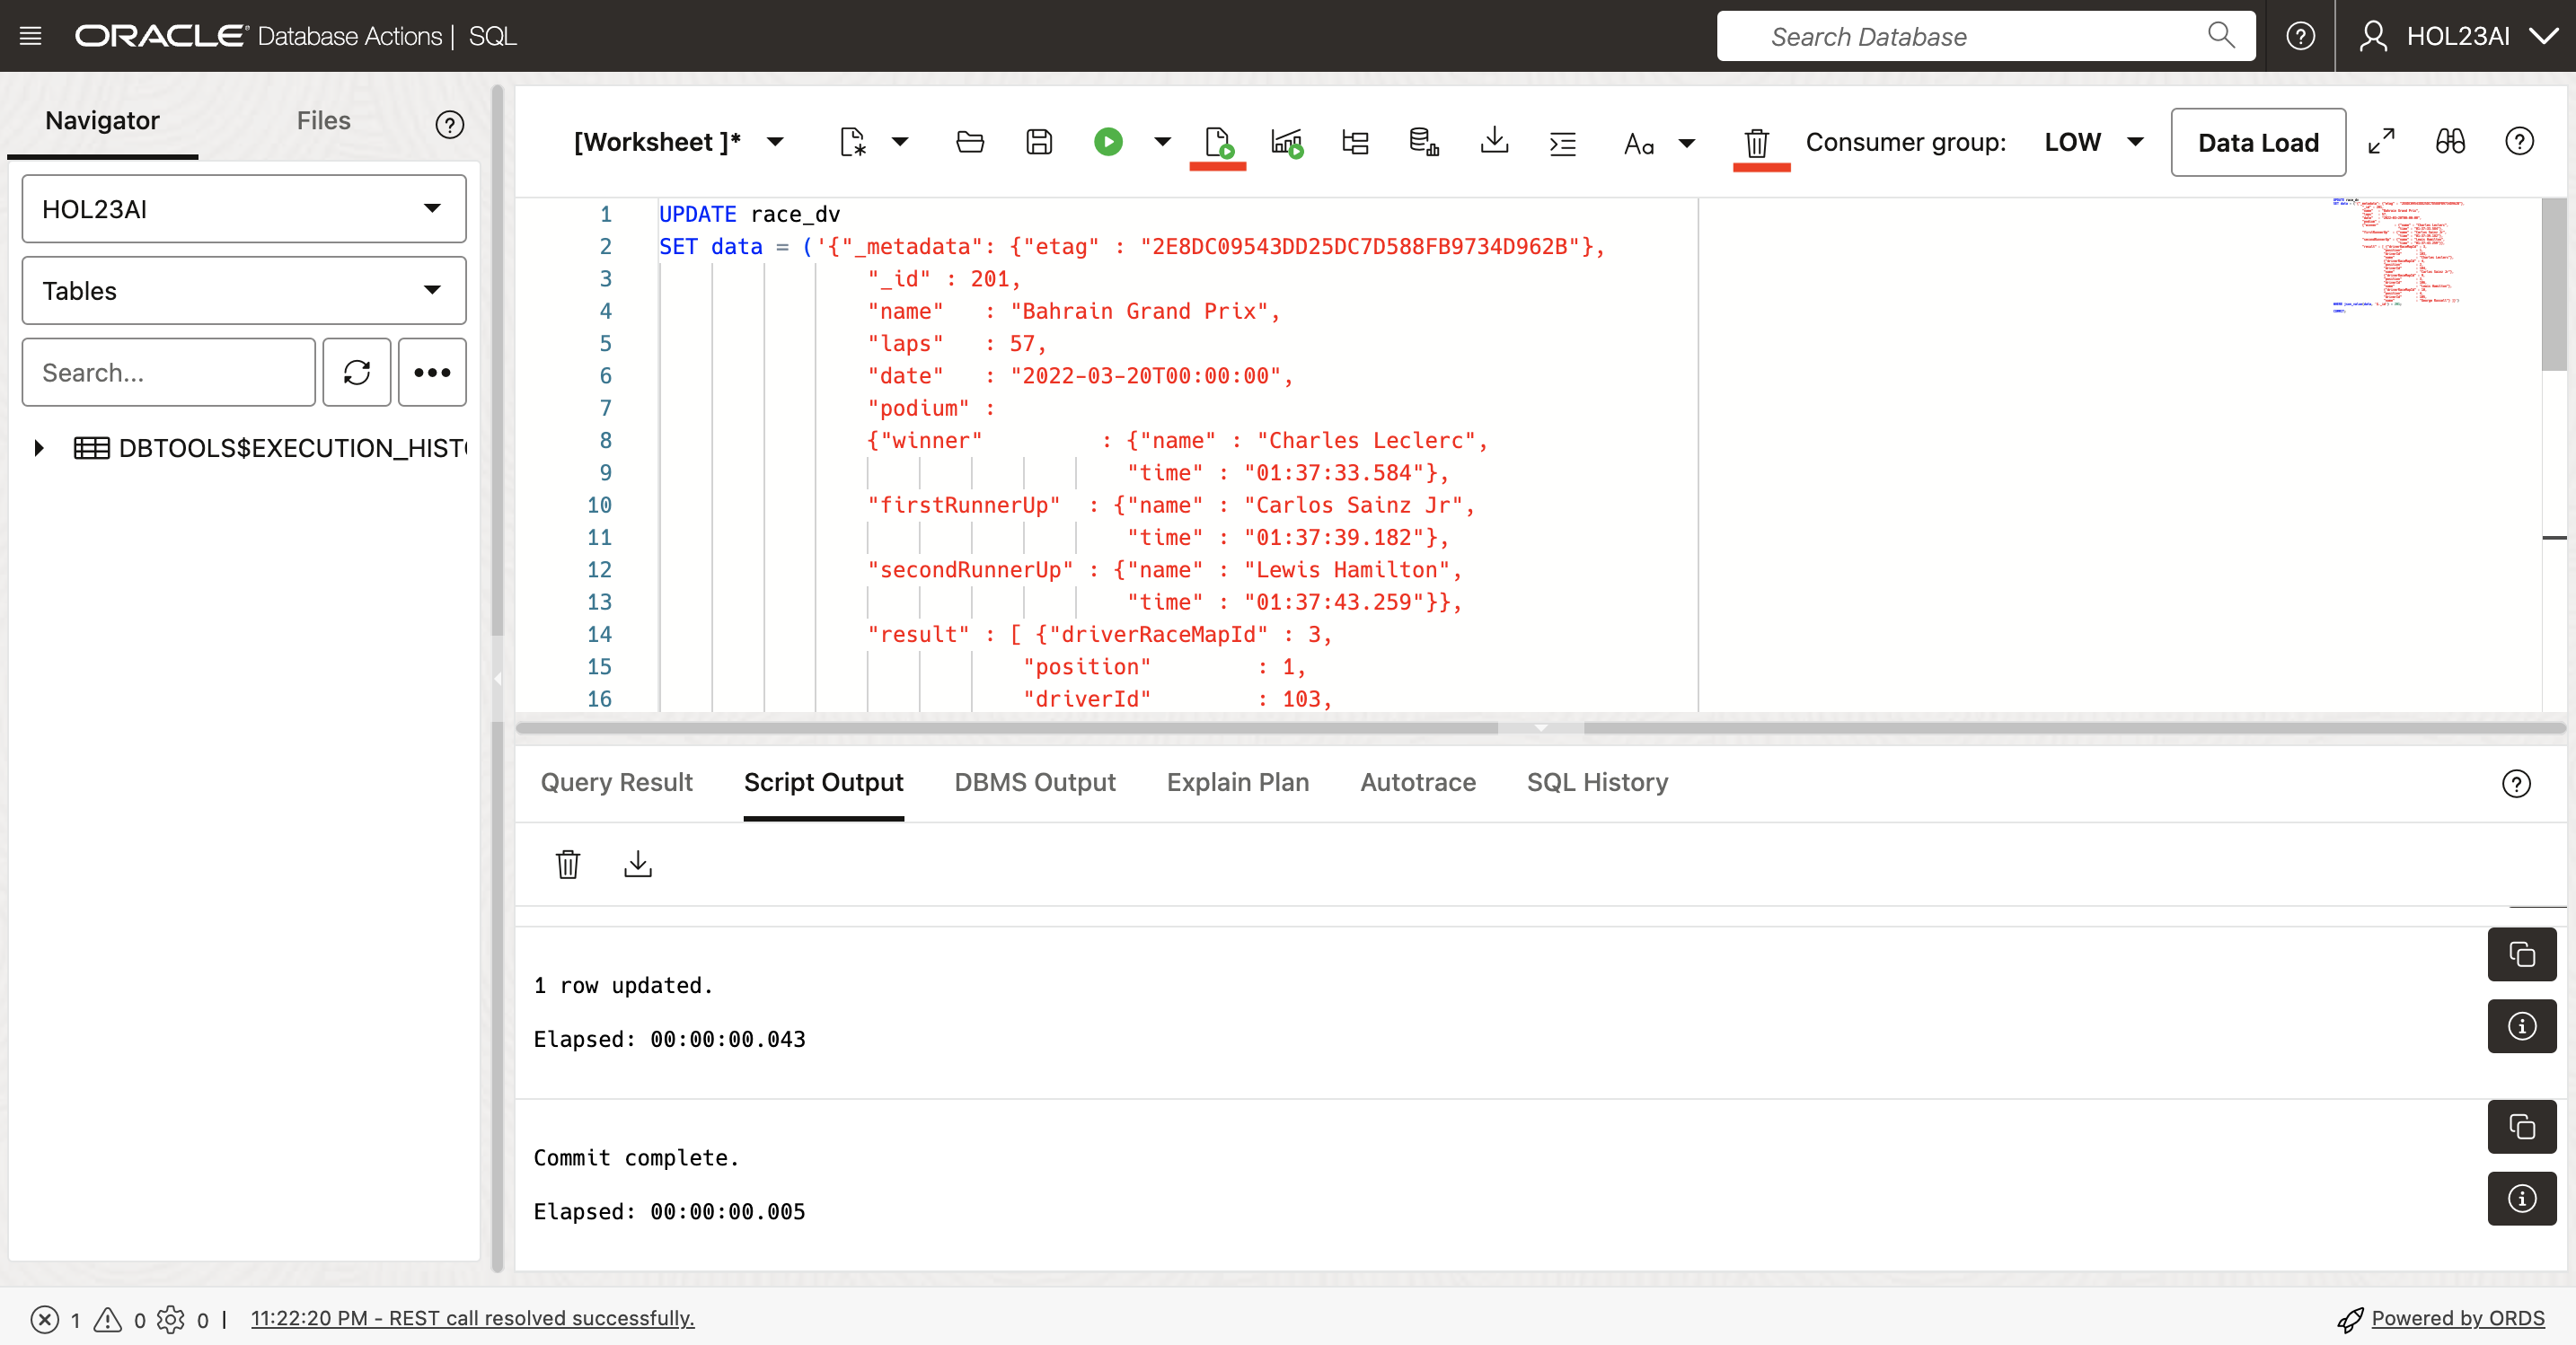 ORACLE Database Actions | SQL
Search Database
HOL23AI
Navigator
Files
HOL23AI
Tables
Search...
DBTOOLS$EXECUTION_HISTO
[Worksheet ]*
Aa
Consumer group:
LOW
Data Load
1 UPDATE race_dv
2 SET data = ('{"_metadata": {"etag" : "2E8DC09543DD25DC7D588FB9734D962B"},
3 "_id" : 201,
4 "name" : "Bahrain Grand Prix",
5 "laps" : 57,
6 "date" : "2022-03-20T00:00:00",
7 "podium" :
8 {"winner" : {"name" : "Charles Leclerc",
9 "time" : "01:37:33.584"},
10 "firstRunnerUp" : {"name" : "Carlos Sainz Jr",
11 "time" : "01:37:39.182"},
12 "secondRunnerUp" : {"name" : "Lewis Hamilton",
13 "time" : "01:37:43.259"}},
14 "result" : [ {"driverRaceMapId" : 3,
15 "position" : 1,
16 "driverId" : 103,
Query Result
Script Output
DBMS Output
Explain Plan
Autotrace
SQL History
1 row updated.
Elapsed: 00:00:00.043
Commit complete.
Elapsed: 00:00:00.005
1 0 0 | 11:22:20 PM - REST call resolved successfully.
Powered by ORDS